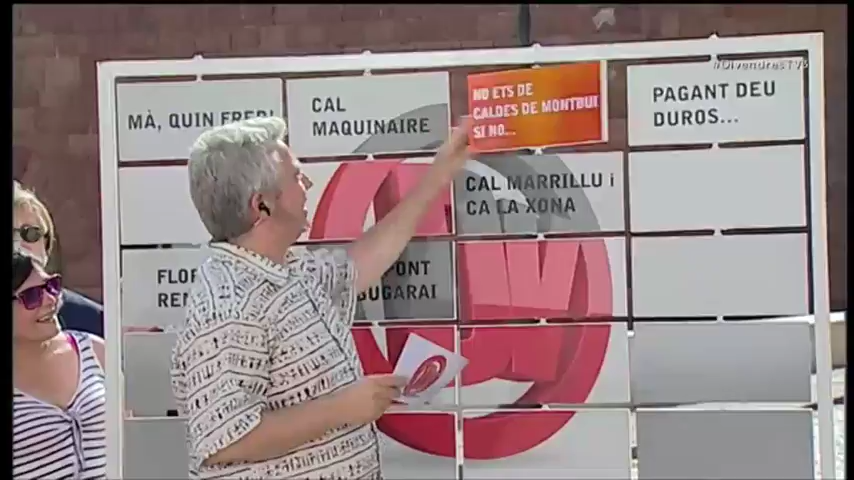 #DivendresTV3
MÀ, QUIN FRED!
CAL
MAQUINAIRE
NO ETS DE
CALDES DE MONTBUI
SI NO...
PAGANT DEU
DUROS...
CAL MARRILLU i
CA LA XONA
PONT